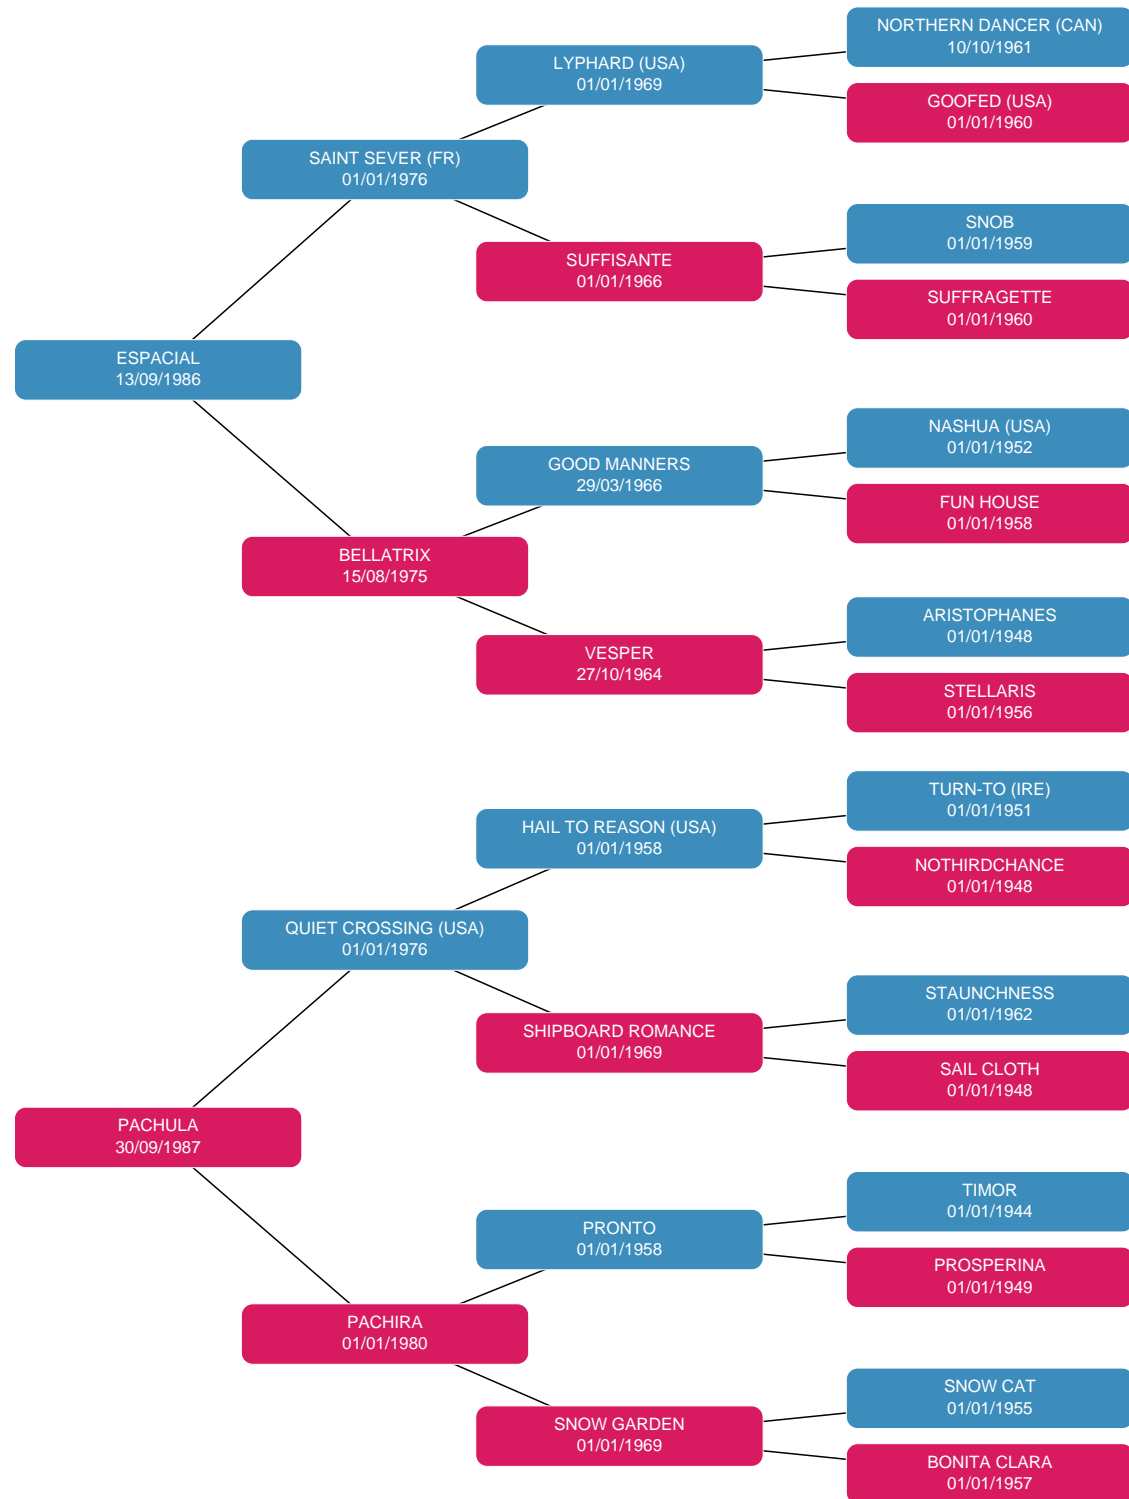 NORTHERN DANCER (CAN)
10/10/1961
LYPHARD (USA)
01/01/1969
GOOFED (USA)
01/01/1960
SAINT SEVER (FR)
01/01/1976
SNOB
01/01/1959
SUFFISANTE
01/01/1966
SUFFRAGETTE
01/01/1960
ESPACIAL
13/09/1986
NASHUA (USA)
01/01/1952
GOOD MANNERS
29/03/1966
FUN HOUSE
01/01/1958
BELLATRIX
15/08/1975
ARISTOPHANES
01/01/1948
VESPER
27/10/1964
STELLARIS
01/01/1956
TURN-TO (IRE)
01/01/1951
HAIL TO REASON (USA)
01/01/1958
NOTHIRDCHANCE
01/01/1948
QUIET CROSSING (USA)
01/01/1976
STAUNCHNESS
01/01/1962
SHIPBOARD ROMANCE
01/01/1969
SAIL CLOTH
01/01/1948
PACHULA
30/09/1987
TIMOR
01/01/1944
PRONTO
01/01/1958
PROSPERINA
01/01/1949
PACHIRA
01/01/1980
SNOW CAT
01/01/1955
SNOW GARDEN
01/01/1969
BONITA CLARA
01/01/1957